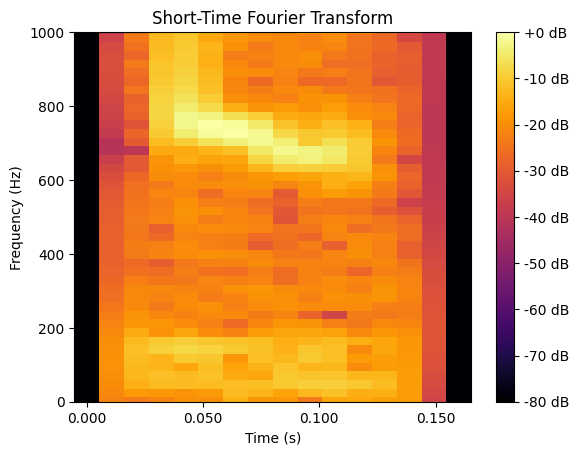 Short-Time Fourier Transform
1000
800
600
400
200
0
Frequency (Hz)
0.000
0.050
0.100
0.150
Time (s)
+0 dB
-10 dB
-20 dB
-30 dB
-40 dB
-50 dB
-60 dB
-70 dB
-80 dB